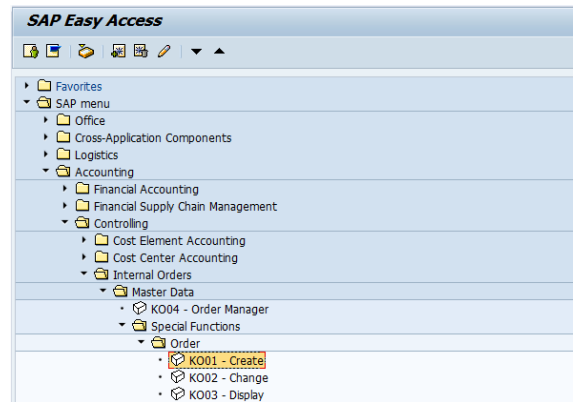 SAP Easy Access
Favorites
SAP menu
Office
Cross-Application Components
Logistics
Accounting
Financial Accounting
Financial Supply Chain Management
Controlling
Cost Element Accounting
Cost Center Accounting
Internal Orders
Master Data
KO04 - Order Manager
Special Functions
Order
KO01 - Create
KO02 - Change
KO03 - Display